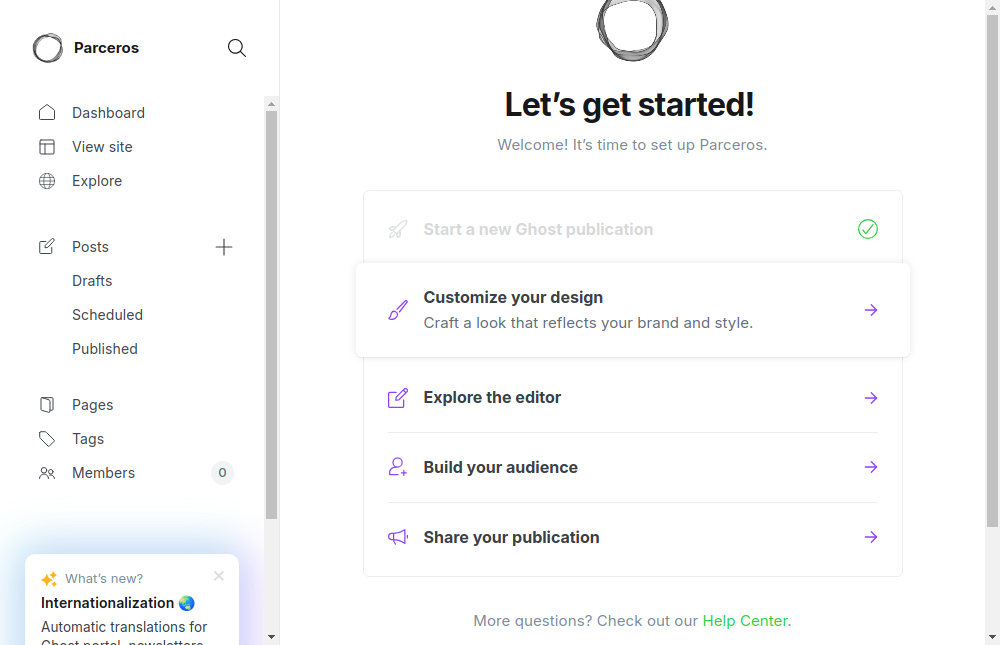 Parceros
Dashboard
View site
Explore
Posts
Drafts
Scheduled
Published
Pages
Tags
Members 0
What's new?
Internationalization 🌏
Automatic translations for
Ghost portal, newsletters
Let’s get started!
Welcome! It’s time to set up Parceros.
Start a new Ghost publication
Customize your design
Craft a look that reflects your brand and style.
Explore the editor
Build your audience
Share your publication
More questions? Check out our Help Center.